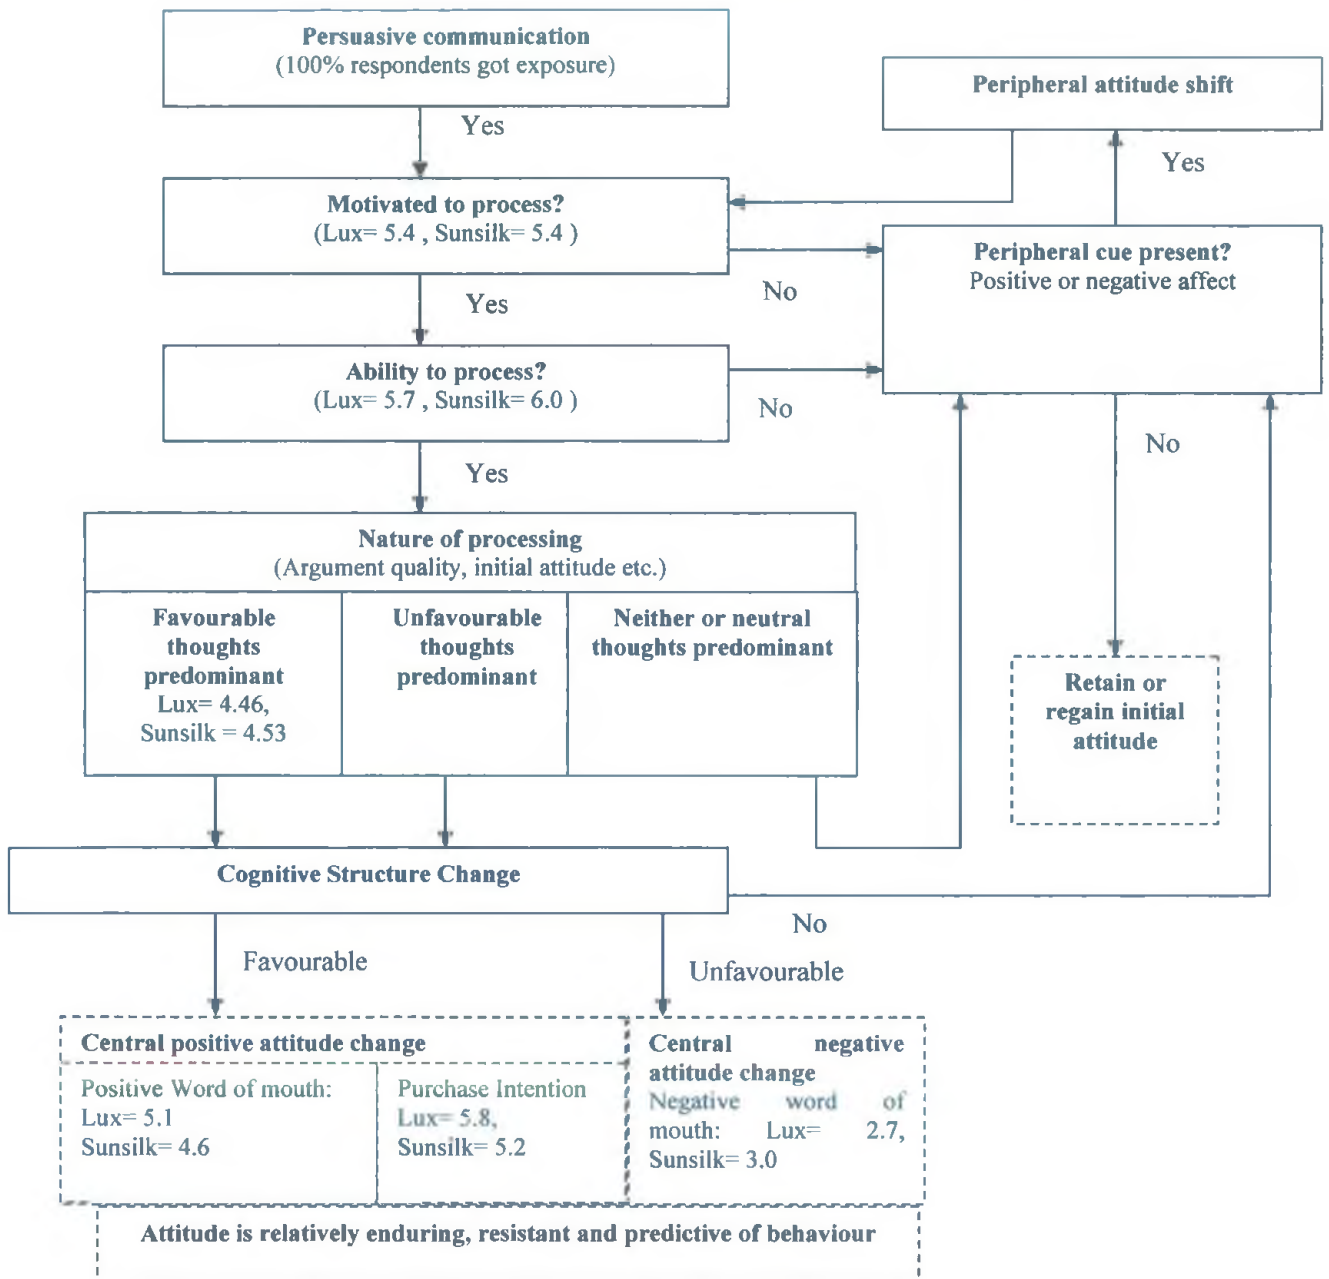 Persuasive communication
(100% respondents got exposure)
Yes
Peripheral attitude shift
Yes
Motivated to process?
(Lux= 5.4 , Sunsilk= 5.4 )
No
Yes
Peripheral cue present?
Positive or negative affect
Ability to process?
(Lux= 5.7 , Sunsilk= 6.0 )
No
Yes
No
Nature of processing
(Argument quality, initial attitude etc.)
Favourable
thoughts
predominant
Lux= 4.46,
Sunsilk = 4.53
Unfavourable
thoughts
predominant
Neither or neutral
thoughts predominant
Retain or
regain initial
attitude
Cognitive Structure Change
No
Favourable
Unfavourable
Central positive attitude change
Positive Word of mouth:
Lux= 5.1
Sunsilk= 4.6
Purchase Intention
Lux= 5.8,
Sunsilk= 5.2
Central negative
attitude change
Negative word of
mouth: Lux= 2.7,
Sunsilk= 3.0
Attitude is relatively enduring, resistant and predictive of behaviour